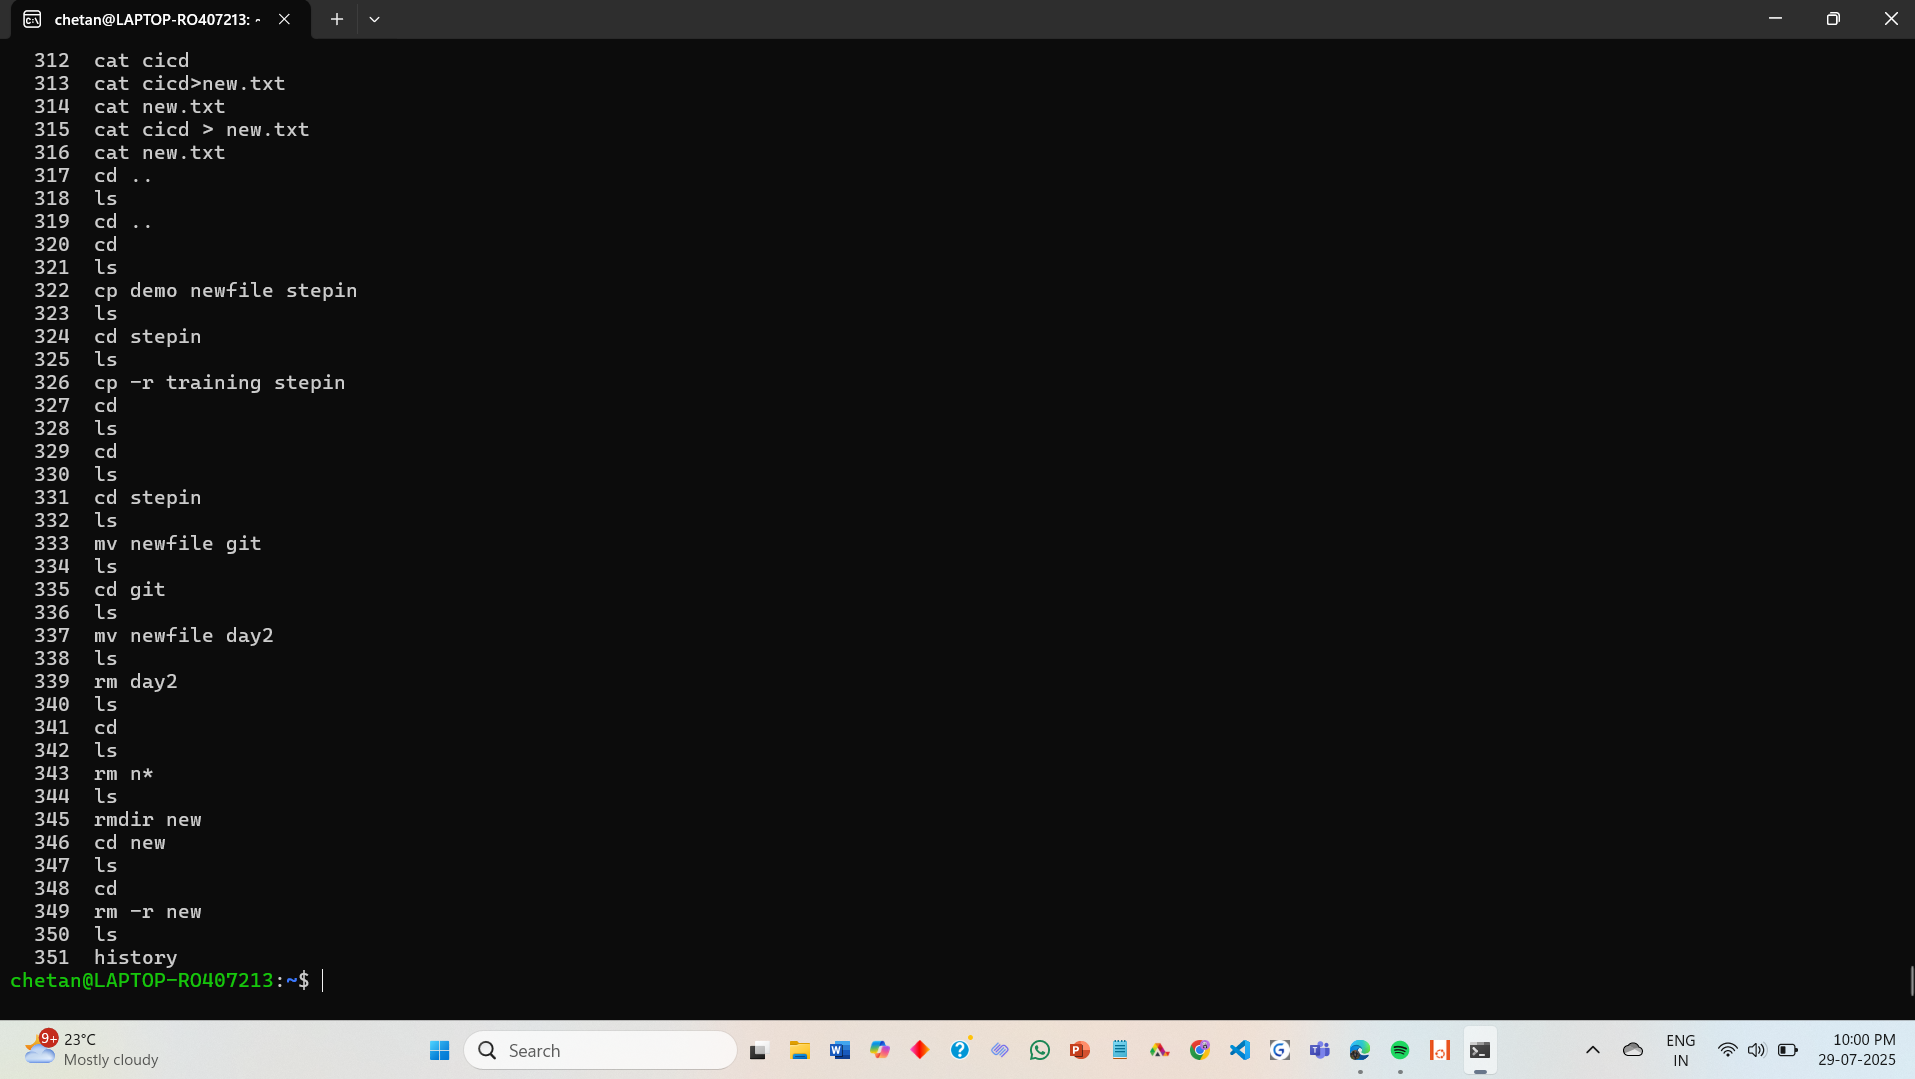 chetan@LAPTOP-RO407213: ~
312 cat cicd
313 cat cicd>new.txt
314 cat new.txt
315 cat cicd > new.txt
316 cat new.txt
317 cd ..
318 ls
319 cd ..
320 cd
321 ls
322 cp demo newfile stepin
323 ls
324 cd stepin
325 ls
326 cp -r training stepin
327 cd
328 ls
329 cd
330 ls
331 cd stepin
332 ls
333 mv newfile git
334 ls
335 cd git
336 ls
337 mv newfile day2
338 ls
339 rm day2
340 ls
341 cd
342 ls
343 rm n*
344 ls
345 rmdir new
346 cd new
347 ls
348 cd
349 rm -r new
350 ls
351 history
chetan@LAPTOP-RO407213:~$
9+ 23°C
Mostly cloudy
Search
ENG
IN
10:00 PM
29-07-2025